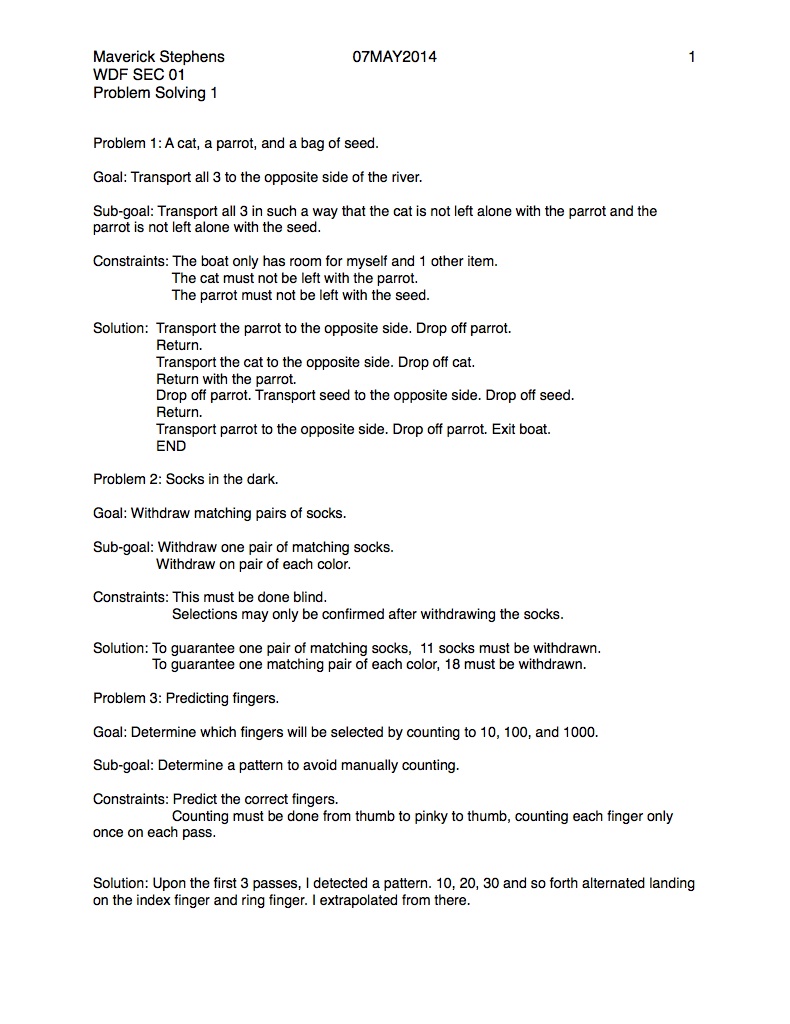 Maverick Stephens 07MAY2014 1
WDF SEC 01
Problem Solving 1
Problem 1: A cat, a parrot, and a bag of seed.
Goal: Transport all 3 to the opposite side of the river.
Sub-goal: Transport all 3 in such a way that the cat is not left alone with the parrot and the
parrot is not left alone with the seed.
Constraints: The boat only has room for myself and 1 other item.
The cat must not be left with the parrot.
The parrot must not be left with the seed.
Solution: Transport the parrot to the opposite side. Drop off parrot.
Return.
Transport the cat to the opposite side. Drop off cat.
Return with the parrot.
Drop off parrot. Transport seed to the opposite side. Drop off seed.
Return.
Transport parrot to the opposite side. Drop off parrot. Exit boat.
END
Problem 2: Socks in the dark.
Goal: Withdraw matching pairs of socks.
Sub-goal: Withdraw one pair of matching socks.
Withdraw on pair of each color.
Constraints: This must be done blind.
Selections may only be confirmed after withdrawing the socks.
Solution: To guarantee one pair of matching socks, 11 socks must be withdrawn.
To guarantee one matching pair of each color, 18 must be withdrawn.
Problem 3: Predicting fingers.
Goal: Determine which fingers will be selected by counting to 10, 100, and 1000.
Sub-goal: Determine a pattern to avoid manually counting.
Constraints: Predict the correct fingers.
Counting must be done from thumb to pinky to thumb, counting each finger only
once on each pass.
Solution: Upon the first 3 passes, I detected a pattern. 10, 20, 30 and so forth alternated landing
on the index finger and ring finger. I extrapolated from there.